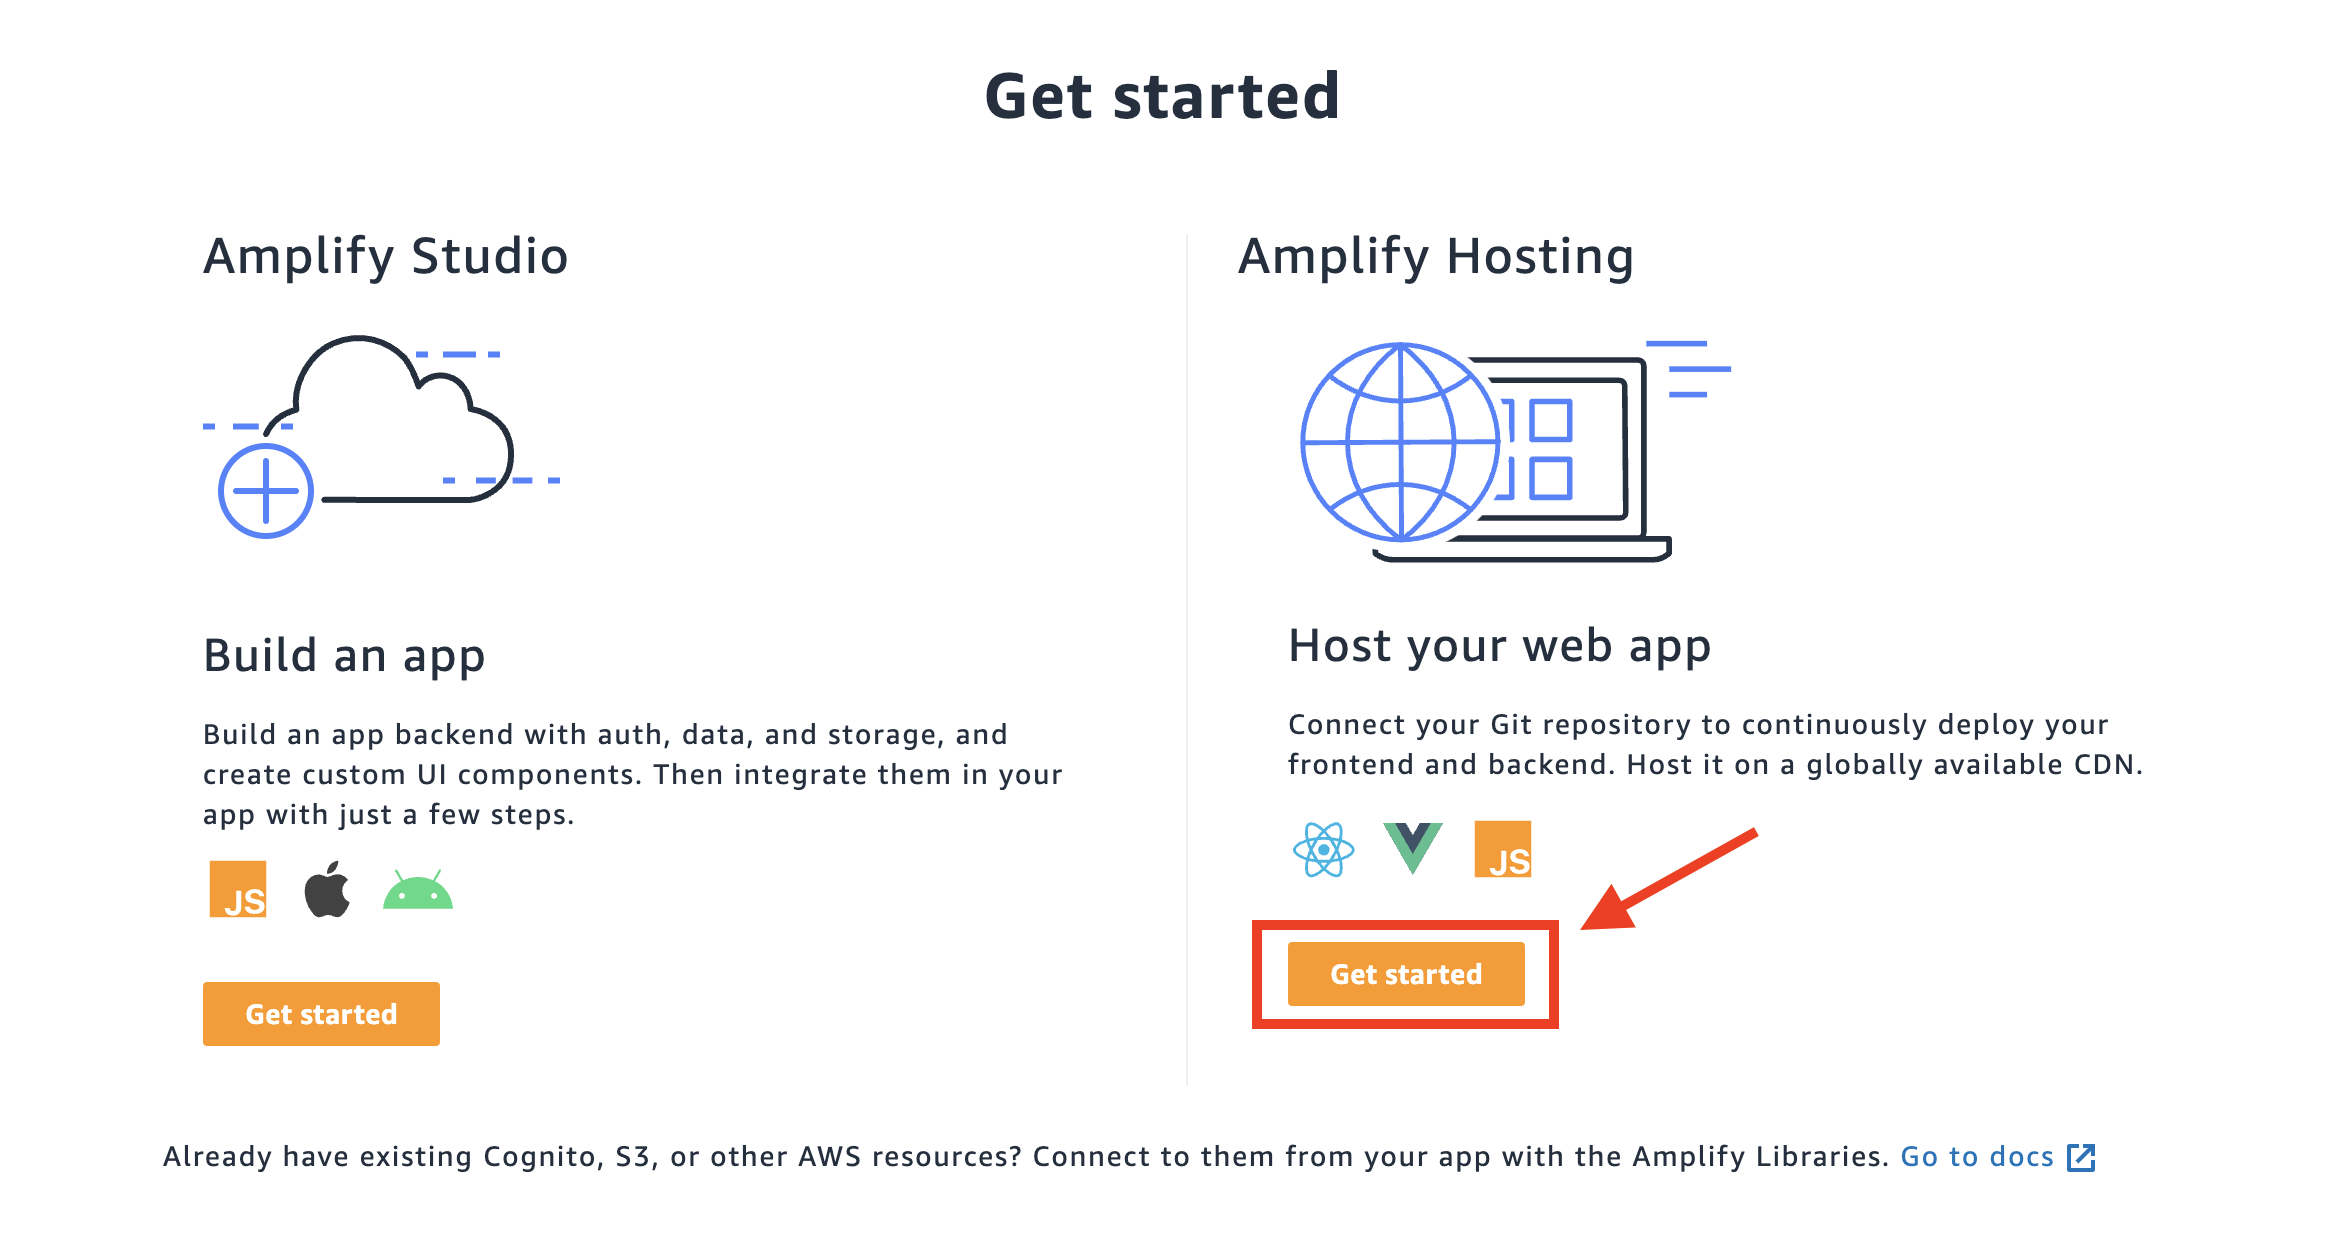 Get started
Amplify Studio
Build an app
Build an app backend with auth, data, and storage, and
create custom UI components. Then integrate them in your
app with just a few steps.
JS
Get started
Amplify Hosting
Host your web app
Connect your Git repository to continuously deploy your
frontend and backend. Host it on a globally available CDN.
JS
Get started
Already have existing Cognito, S3, or other AWS resources? Connect to them from your app with the Amplify Libraries. Go to docs